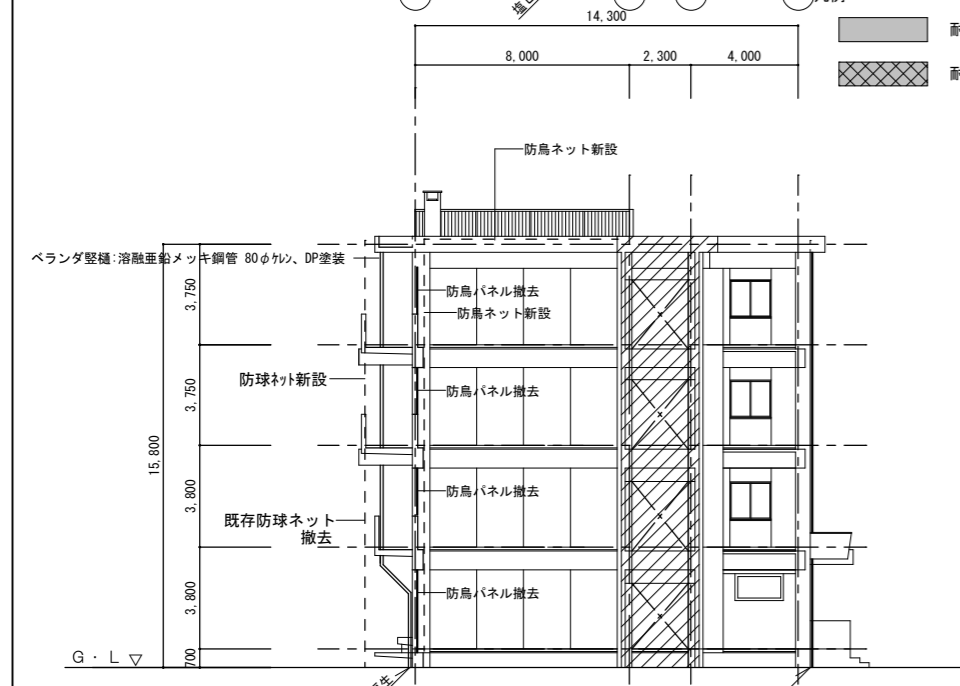 凡例
14,300
耐
8,000
2,300
4,000
耐
防鳥ネット新設
ベランダ竪樋:溶融亜鉛メッキ鋼管 80φケレン、DP塗装
3,750
防鳥パネル撤去
防鳥ネット新設
防球ネット新設
3,750
防鳥パネル撤去
15,800
3,800
防鳥パネル撤去
既存防球ネット
撤去
3,800
防鳥パネル撤去
700
G・L ▽